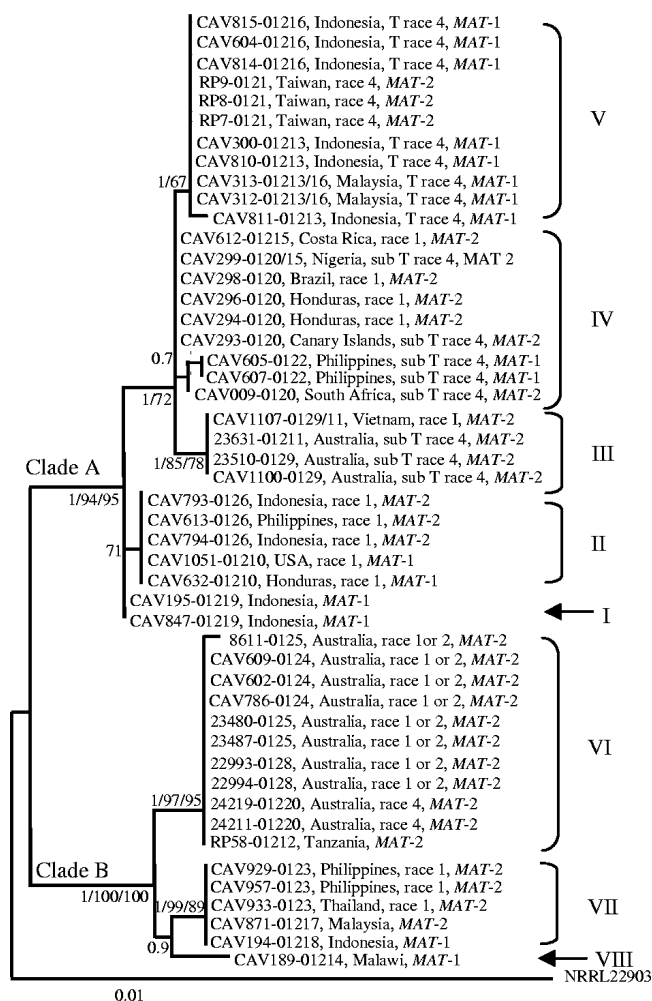 CAV815-01216, Indonesia, T race 4, MAT-1
CAV604-01216, Indonesia, T race 4, MAT-1
CAV814-01216, Indonesia, T race 4, MAT-1
RP9-0121, Taiwan, race 4, MAT-2
RP8-0121, Taiwan, race 4, MAT-2
RP7-0121, Taiwan, race 4, MAT-2
V
CAV300-01213, Indonesia, T race 4, MAT-1
CAV810-01213, Indonesia, T race 4, MAT-1
1/67
CAV313-01213/16, Malaysia, T race 4, MAT-1
CAV312-01213/16, Malaysia, T race 4, MAT-1
CAV811-01213, Indonesia, T race 4, MAT-1
CAV612-01215, Costa Rica, race 1, MAT-2
CAV299-0120/15, Nigeria, sub T race 4, MAT 2
CAV298-0120, Brazil, race 1, MAT-2
CAV296-0120, Honduras, race 1, MAT-2
CAV294-0120, Honduras, race 1, MAT-2
IV
CAV293-0120, Canary Islands, sub T race 4, MAT-2
0.7
CAV605-0122, Philippines, sub T race 4, MAT-1
CAV607-0122, Philippines, sub T race 4, MAT-1
CAV009-0120, South Africa, sub T race 4, MAT-2
1/72
CAV1107-0129/11, Vietnam, race I, MAT-2
23631-01211, Australia, sub T race 4, MAT-2
III
23510-0129, Australia, sub T race 4, MAT-2
1/85/78
CAV1100-0129, Australia, sub T race 4, MAT-2
Clade A
1/94/95
CAV793-0126, Indonesia, race 1, MAT-2
CAV613-0126, Philippines, race 1, MAT-2
CAV794-0126, Indonesia, race 1, MAT-2
II
71
CAV1051-01210, USA, race 1, MAT-1
CAV632-01210, Honduras, race 1, MAT-1
CAV195-01219, Indonesia, MAT-1
I
CAV847-01219, Indonesia, MAT-1
8611-0125, Australia, race 1or 2, MAT-2
CAV609-0124, Australia, race 1 or 2, MAT-2
CAV602-0124, Australia, race 1 or 2, MAT-2
CAV786-0124, Australia, race 1 or 2, MAT-2
23480-0125, Australia, race 1 or 2, MAT-2
23487-0125, Australia, race 1 or 2, MAT-2
VI
22993-0128, Australia, race 1 or 2, MAT-2
22994-0128, Australia, race 1 or 2, MAT-2
1/97/95
24219-01220, Australia, race 4, MAT-2
24211-01220, Australia, race 4, MAT-2
RP58-01212, Tanzania, MAT-2
Clade B
1/100/100
CAV929-0123, Philippines, race 1, MAT-2
CAV957-0123, Philippines, race 1, MAT-2
1/99/89
CAV933-0123, Thailand, race 1, MAT-2
VII
CAV871-01217, Malaysia, MAT-2
CAV194-01218, Indonesia, MAT-1
0.9
CAV189-01214, Malawi, MAT-1
VIII
NRRL22903
0.01